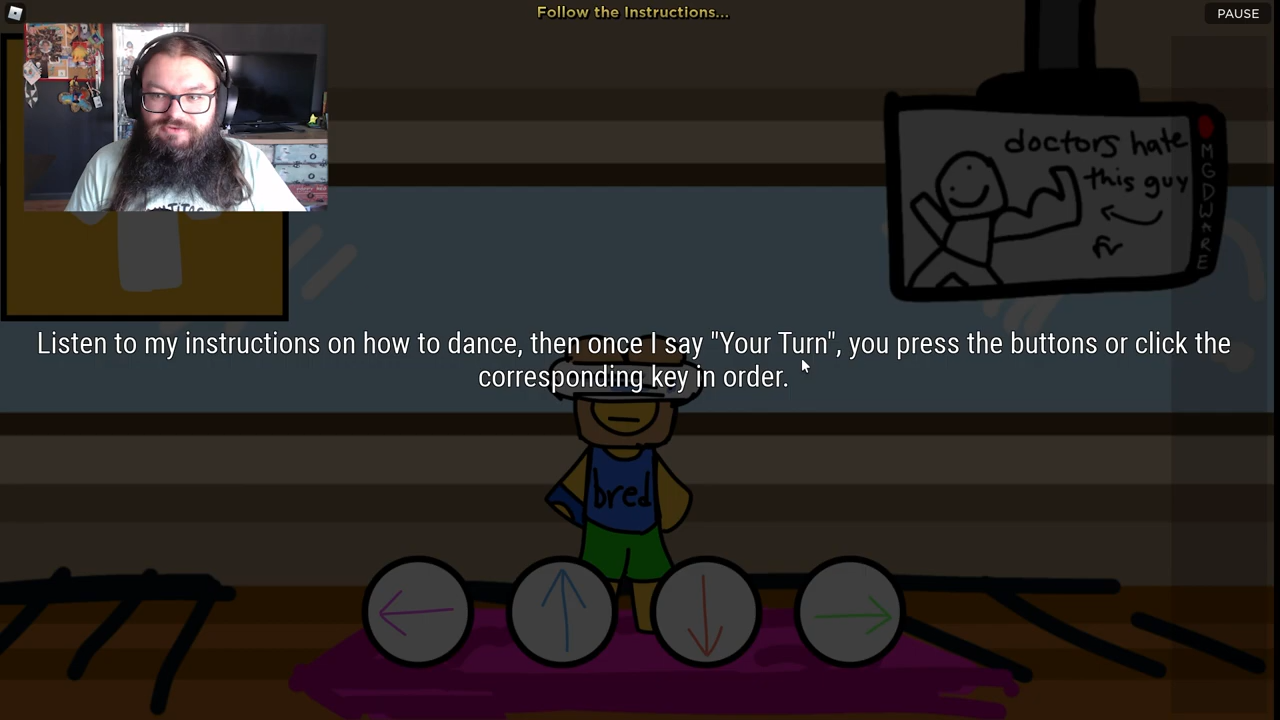 Follow the Instructions...
PAUSE
doctors hate
this guy
fr
MGDWARE
Listen to my instructions on how to dance, then once I say "Your Turn", you press the buttons or click the
corresponding key in order.
bred